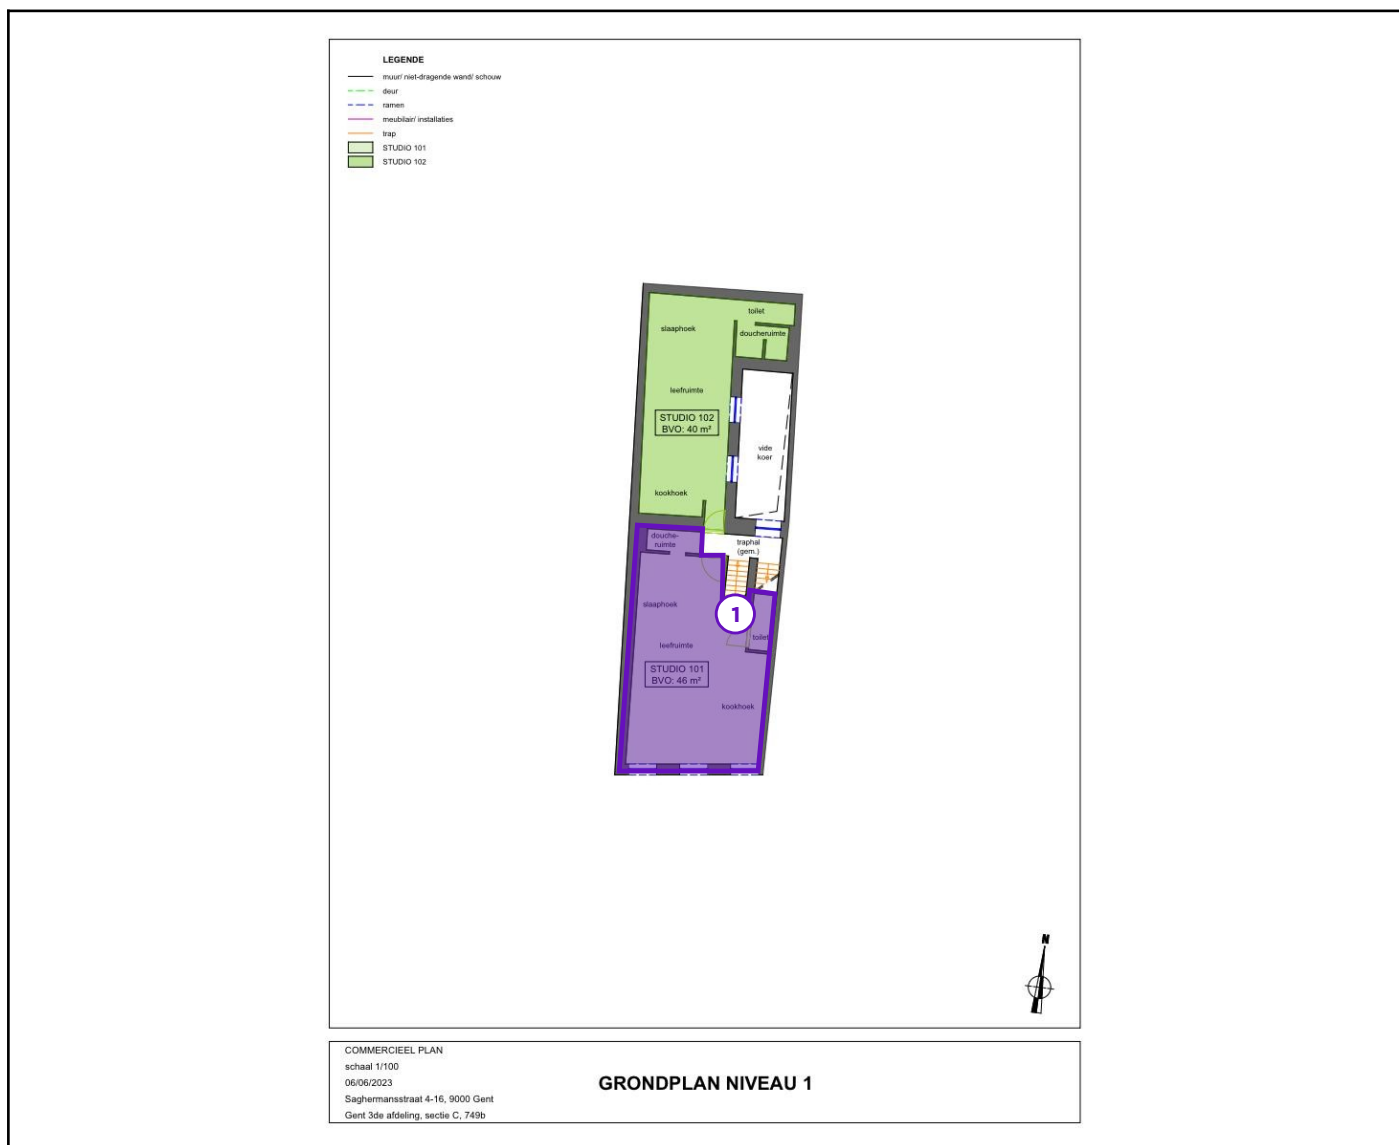 LEGENDE
muur/ niet-dragende wand/ schouw
deur
ramen
meubilair/ installaties
trap
STUDIO 101
STUDIO 102
toilet
slaaphoek
doucheruimte
leefruimte
STUDIO 102
BVO: 40 m²
vide
koer
kookhoek
douche-
ruimte
traphal
(gem.)
slaaphoek
1
toilet
leefruimte
STUDIO 101
BVO: 46 m²
kookhoek
N
COMMERCIEEL PLAN
schaal 1/100
06/06/2023
Saghermansstraat 4-16, 9000 Gent
Gent 3de afdeling, sectie C, 749b
GRONDPLAN NIVEAU 1